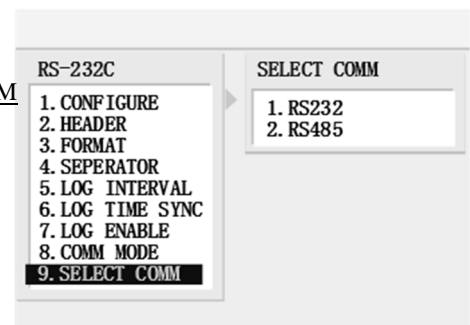 RS-232C
1. CONFIGURE
2. HEADER
3. FORMAT
4. SEPERATOR
5. LOG INTERVAL
6. LOG TIME SYNC
7. LOG ENABLE
8. COMM MODE
9. SELECT COMM
SELECT COMM
1. RS232
2. RS485
M